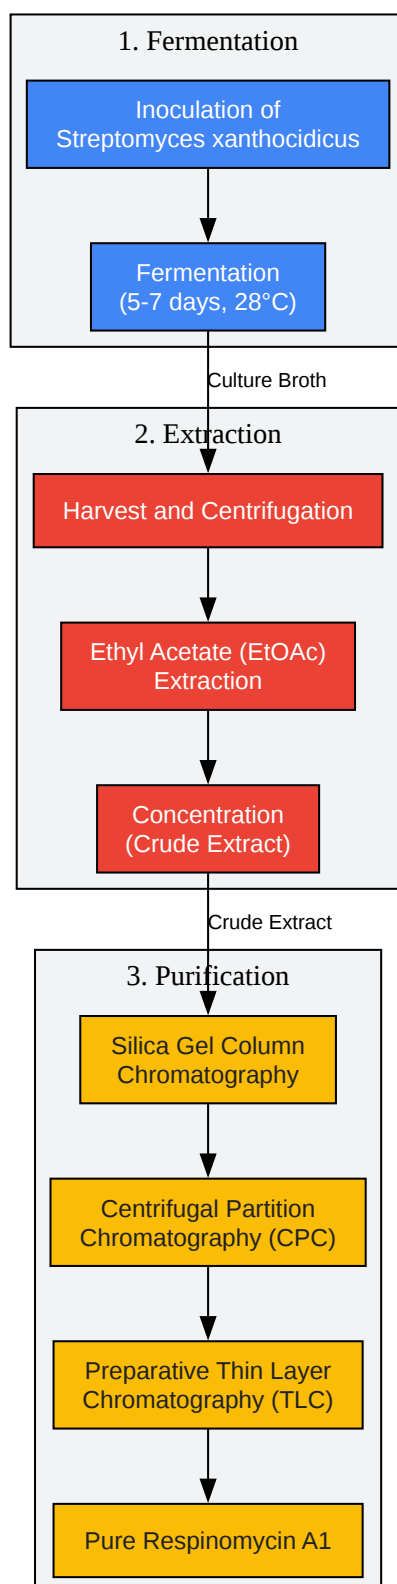 1. Fermentation
Inoculation of
Streptomyces xanthocidicus
Fermentation
(5-7 days, 28°C)
Culture Broth
2. Extraction
Harvest and Centrifugation
Ethyl Acetate (EtOAc)
Extraction
Concentration
(Crude Extract)
Crude Extract
3. Purification
Silica Gel Column
Chromatography
Centrifugal Partition
Chromatography (CPC)
Preparative Thin Layer
Chromatography (TLC)
Pure Respinomycin A1